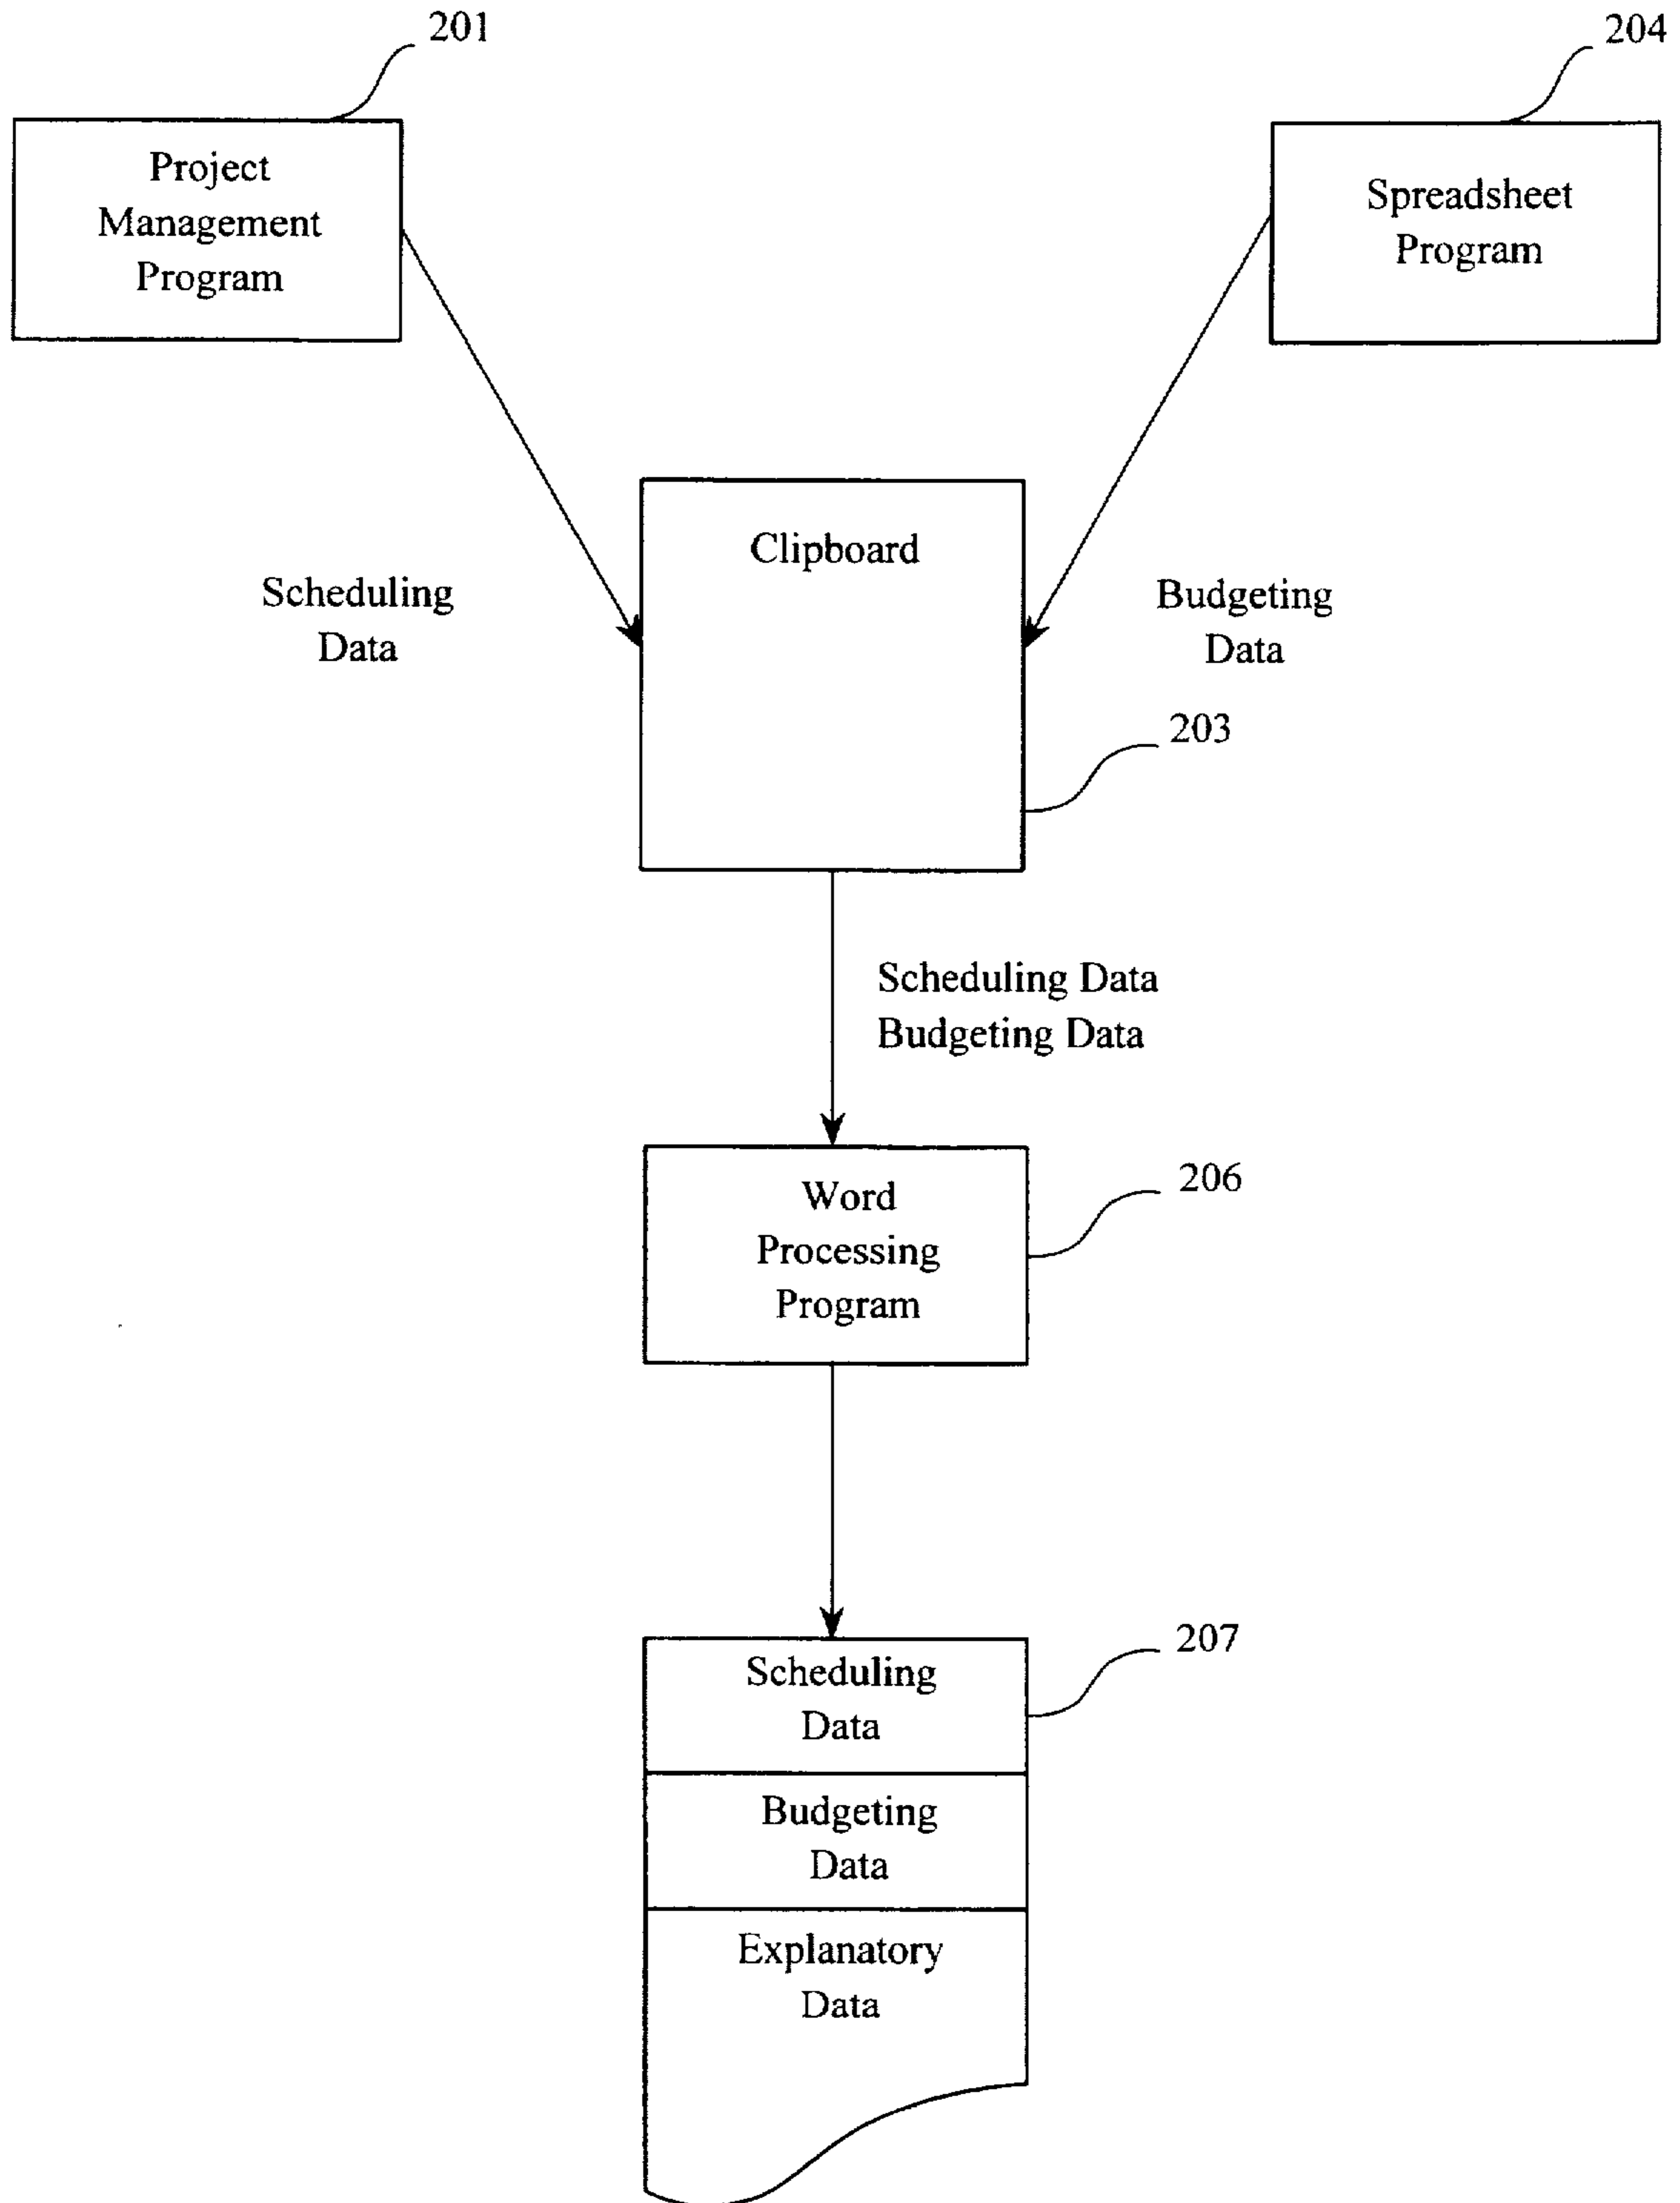 201
204
Project
Management
Program
Spreadsheet
Program
Clipboard
Scheduling
Data
Budgeting
Data
203
Scheduling Data
Budgeting Data
Word
Processing
Program
206
207
Scheduling
Data
Budgeting
Data
Explanatory
Data